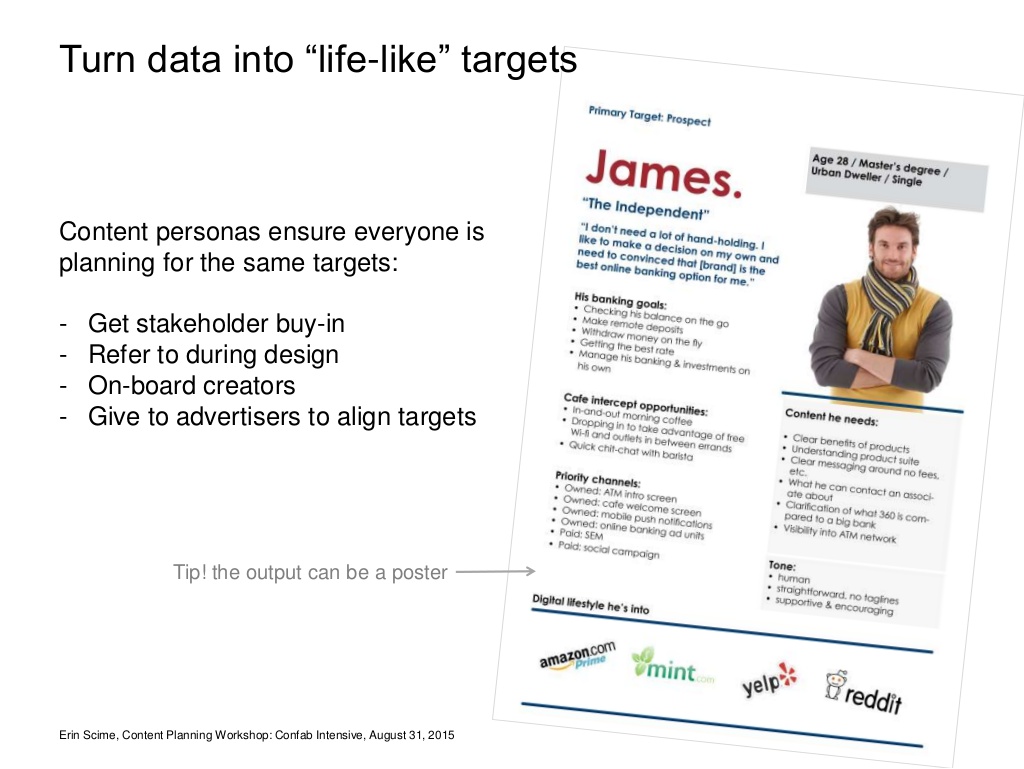 Turn data into “life-like” targets
Content personas ensure everyone is
planning for the same targets:
- Get stakeholder buy-in
- Refer to during design
- On-board creators
- Give to advertisers to align targets
Tip! the output can be a poster
Primary Target: Prospect
James.
“The Independent”
“I don't need a lot of hand-holding. I
like to make a decision on my own and
need to convinced that [brand] is the
best online banking option for me.”
His banking goals:
• Checking his balance on the go
• Make remote deposits
• Withdraw money on the fly
• Getting the best rate
• Manage his banking & investments on
his own
Cafe intercept opportunities:
• In-and-out morning coffee
• Dropping in to take advantage of free
Wi-fi and outlets in between errands
• Quick chit-chat with barista
Priority channels:
• Owned: ATM intro screen
• Owned: cafe welcome screen
• Owned: mobile push notifications
• Owned: online banking ad units
• Paid: SEM
• Paid: social campaign
Age 28 / Master's degree /
Urban Dweller / Single
Content he needs:
• Clear benefits of products
• Understanding product suite
• Clear messaging around no fees,
etc.
• What he can contact an associ-
ate about
• Clarification of what 360 is com-
pared to a big bank
• Visibility into ATM network
Tone:
• human
• straightforward, no taglines
• supportive & encouraging
Digital lifestyle he's into
amazon.com
Prime
mint.com
yelp
reddit
Erin Scime, Content Planning Workshop: Confab Intensive, August 31, 2015